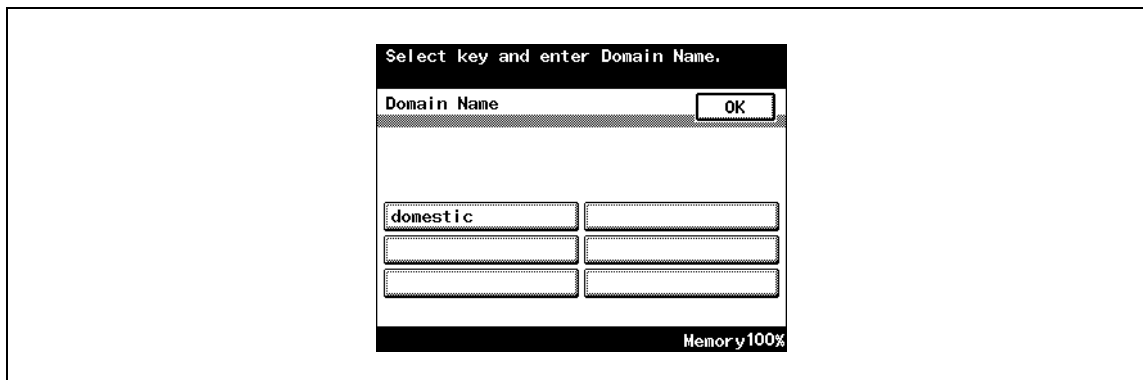 Select key and enter Domain Name.
Domain Name
OK
domestic
Memory100%